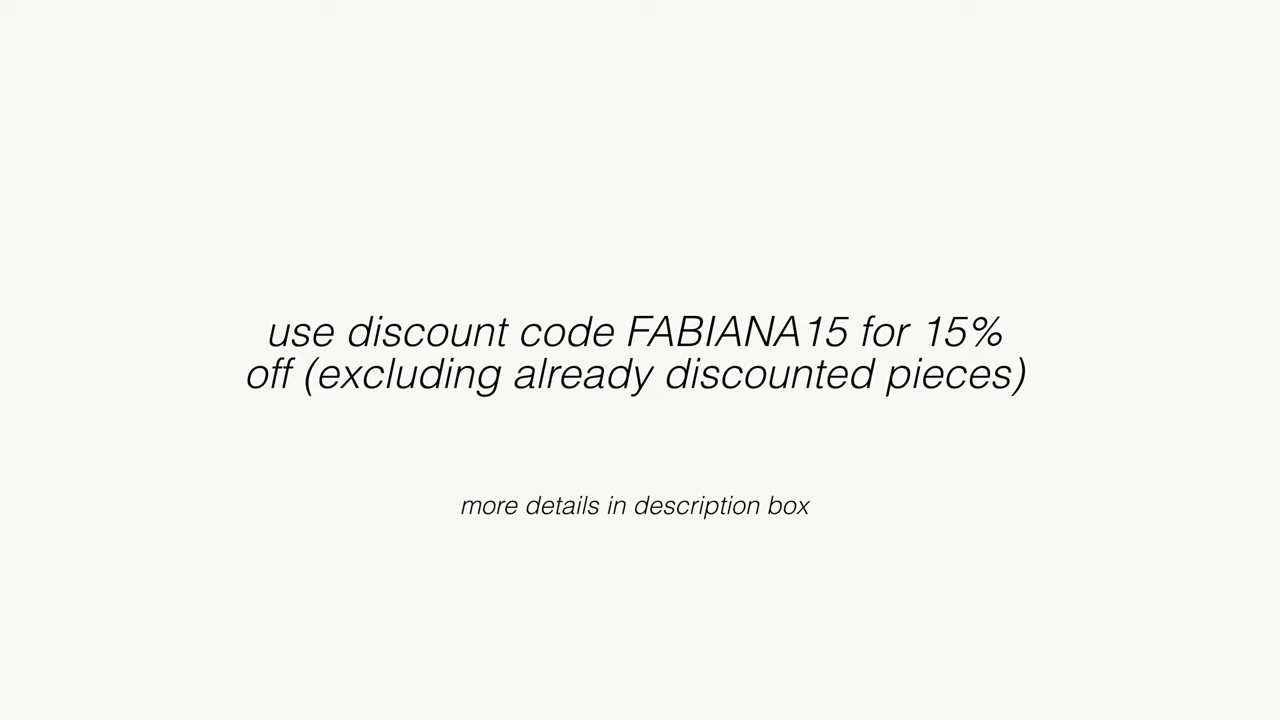 use discount code FABIANA15 for 15%
off (excluding already discounted pieces)
more details in description box